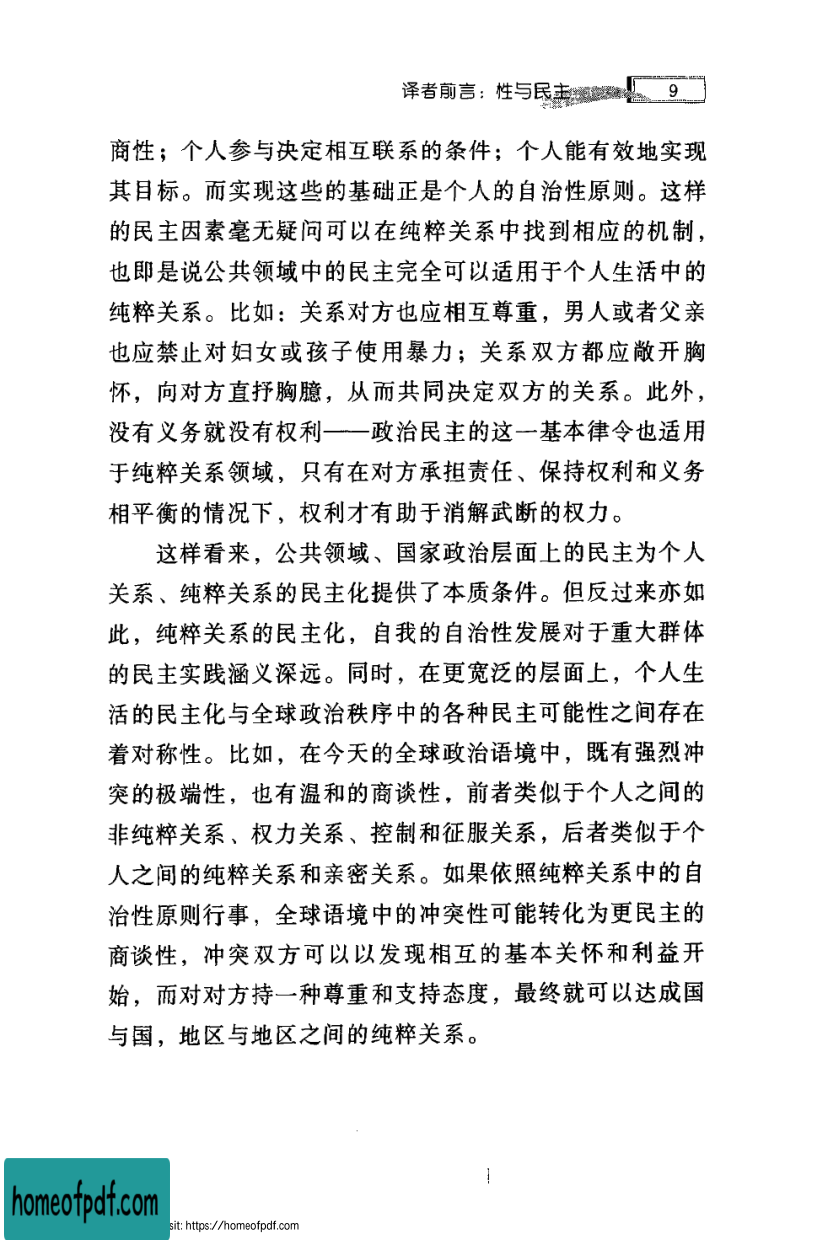 译者前言：性与民主 9
商性；个人参与决定相互联系的条件；个人能有效地实现
其目标。而实现这些的基础正是个人的自治性原则。这样
的民主因素毫无疑问可以在纯粹关系中找到相应的机制，
也即是说公共领域中的民主完全可以适用于个人生活中的
纯粹关系。比如：关系对方也应相互尊重，男人或者父亲
也应禁止对妇女或孩子使用暴力；关系双方都应敞开胸
怀，向对方直抒胸臆，从而共同决定双方的关系。此外，
没有义务就没有权利——政治民主的这一基本律令也适用
于纯粹关系领域，只有在对方承担责任、保持权利和义务
相平衡的情况下，权利才有助于消解武断的权力。
这样看来，公共领域、国家政治层面上的民主为个人
关系、纯粹关系的民主化提供了本质条件。但反过来亦如
此，纯粹关系的民主化，自我的自治性发展对于重大群体
的民主实践涵义深远。同时，在更宽泛的层面上，个人生
活的民主化与全球政治秩序中的各种民主可能性之间存在
着对称性。比如，在今天的全球政治语境中，既有强烈冲
突的极端性，也有温和的商谈性，前者类似于个人之间的
非纯粹关系、权力关系、控制和征服关系，后者类似于个
人之间的纯粹关系和亲密关系。如果依照纯粹关系中的自
治性原则行事，全球语境中的冲突性可能转化为更民主的
商谈性，冲突双方可以以发现相互的基本关怀和利益开
始，而对对方持一种尊重和支持态度，最终就可以达成国
与国，地区与地区之间的纯粹关系。
homeofpdf.com
sit: https://homeofpdf.com